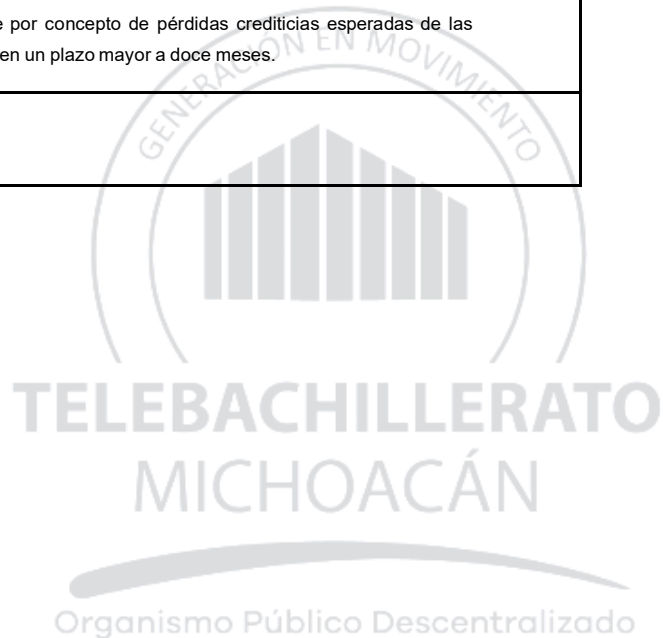 e por concepto de pérdidas crediticias esperadas de las
en un plazo mayor a doce meses.
GENERACIÓN EN MOVIMIENTO
TELEBACHILLERATO
MICHOACÁN
Organismo Público Descentralizado